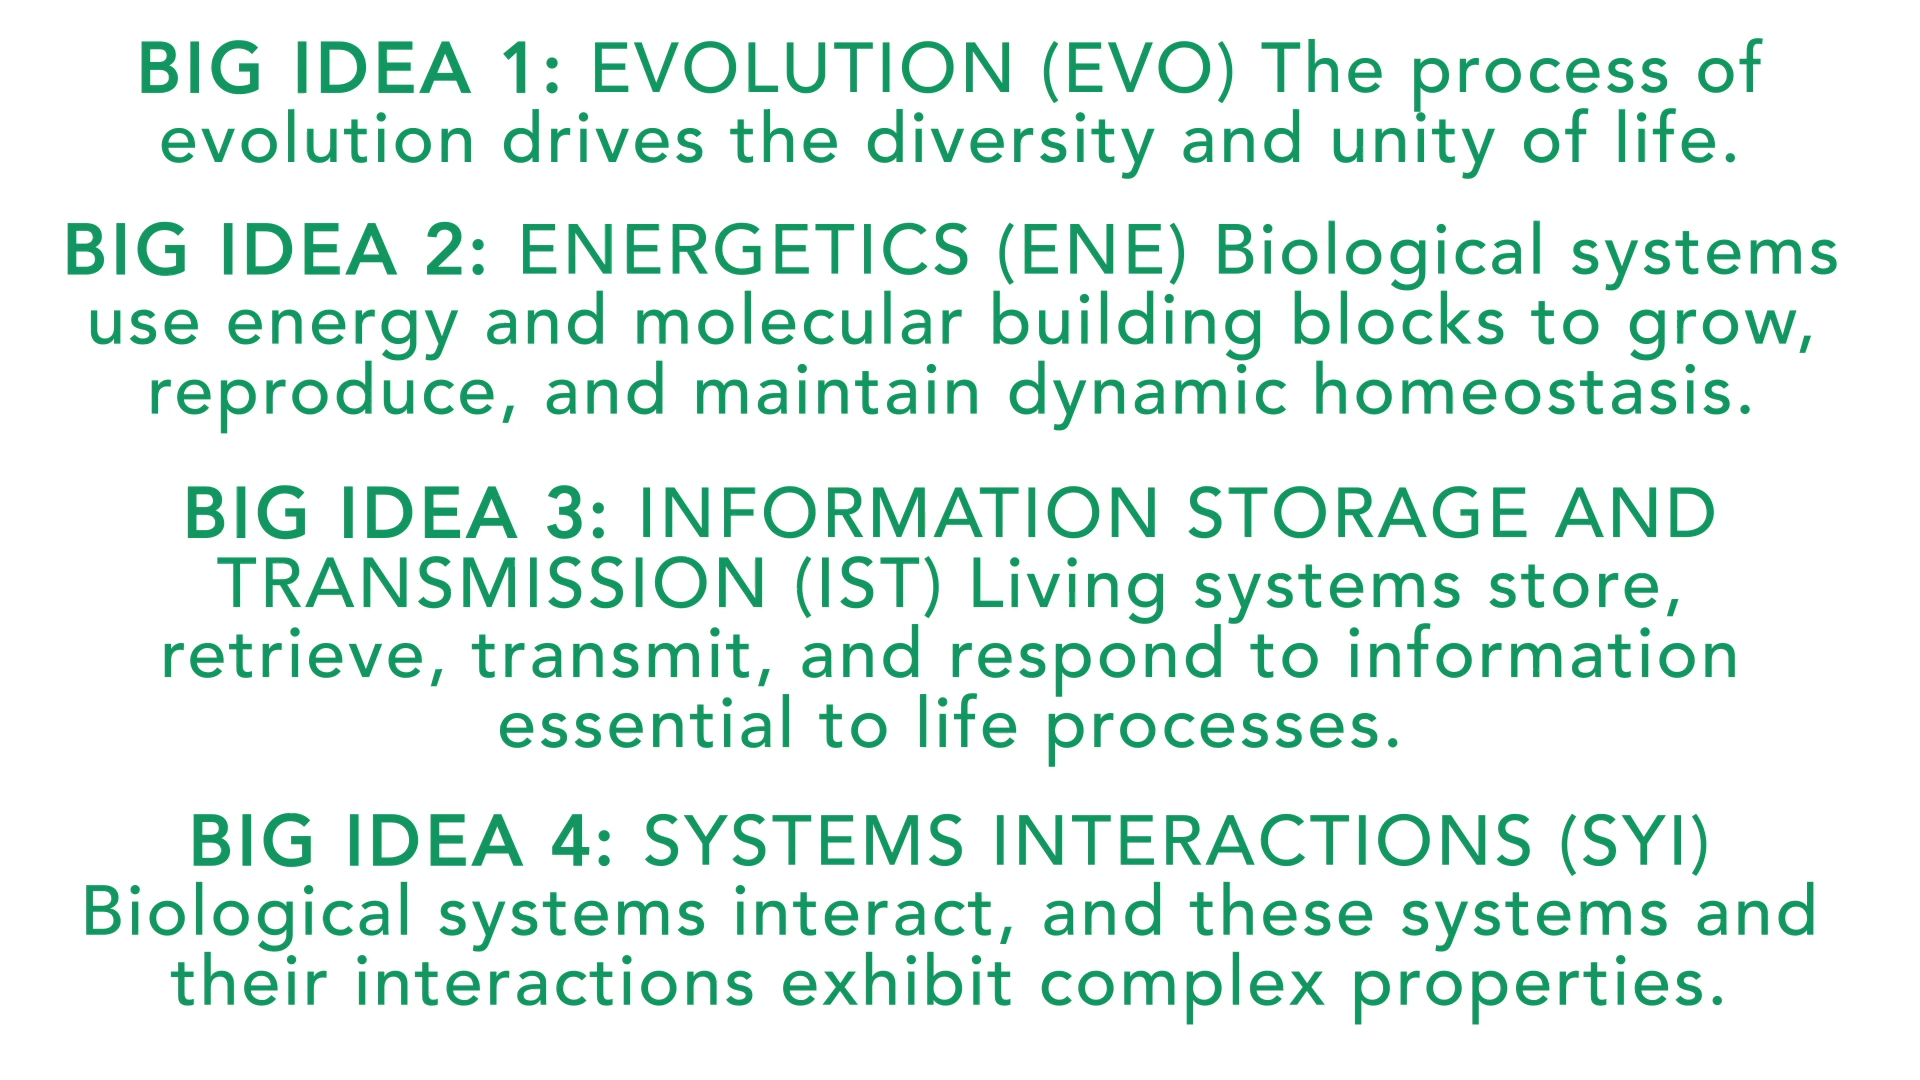 BIG IDEA 1: EVOLUTION (EVO) The process of
evolution drives the diversity and unity of life.
BIG IDEA 2: ENERGETICS (ENE) Biological systems
use energy and molecular building blocks to grow,
reproduce, and maintain dynamic homeostasis.
BIG IDEA 3: INFORMATION STORAGE AND
TRANSMISSION (IST) Living systems store,
retrieve, transmit, and respond to information
essential to life processes.
BIG IDEA 4: SYSTEMS INTERACTIONS (SYI)
Biological systems interact, and these systems and
their interactions exhibit complex properties.